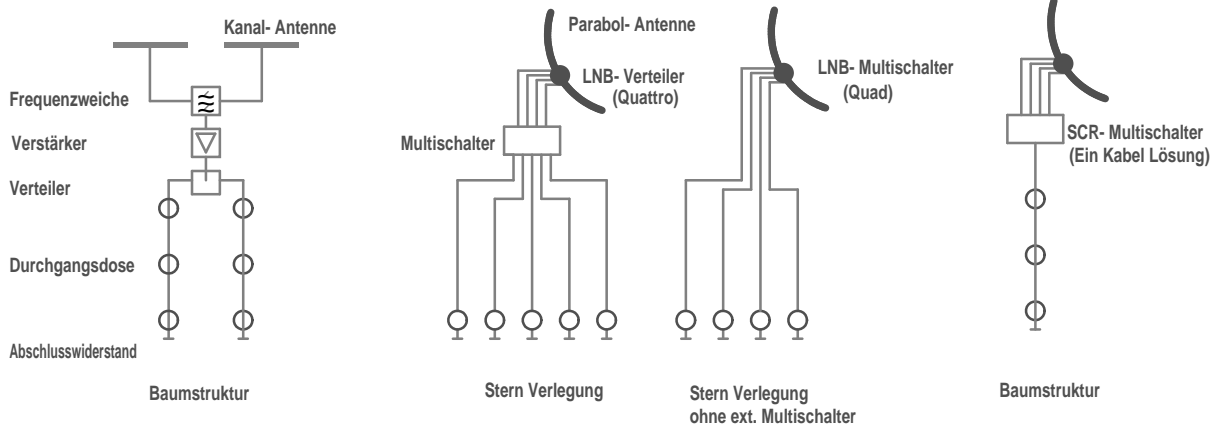 Kanal- Antenne
Frequenzweiche
Verstärker
Verteiler
Durchgangsdose
Abschlusswiderstand
Baumstruktur
Parabol- Antenne
LNB- Verteiler
(Quattro)
Multischalter
Stern Verlegung
LNB- Multischalter
(Quad)
Stern Verlegung
ohne ext. Multischalter
SCR- Multischalter
(Ein Kabel Lösung)
Baumstruktur